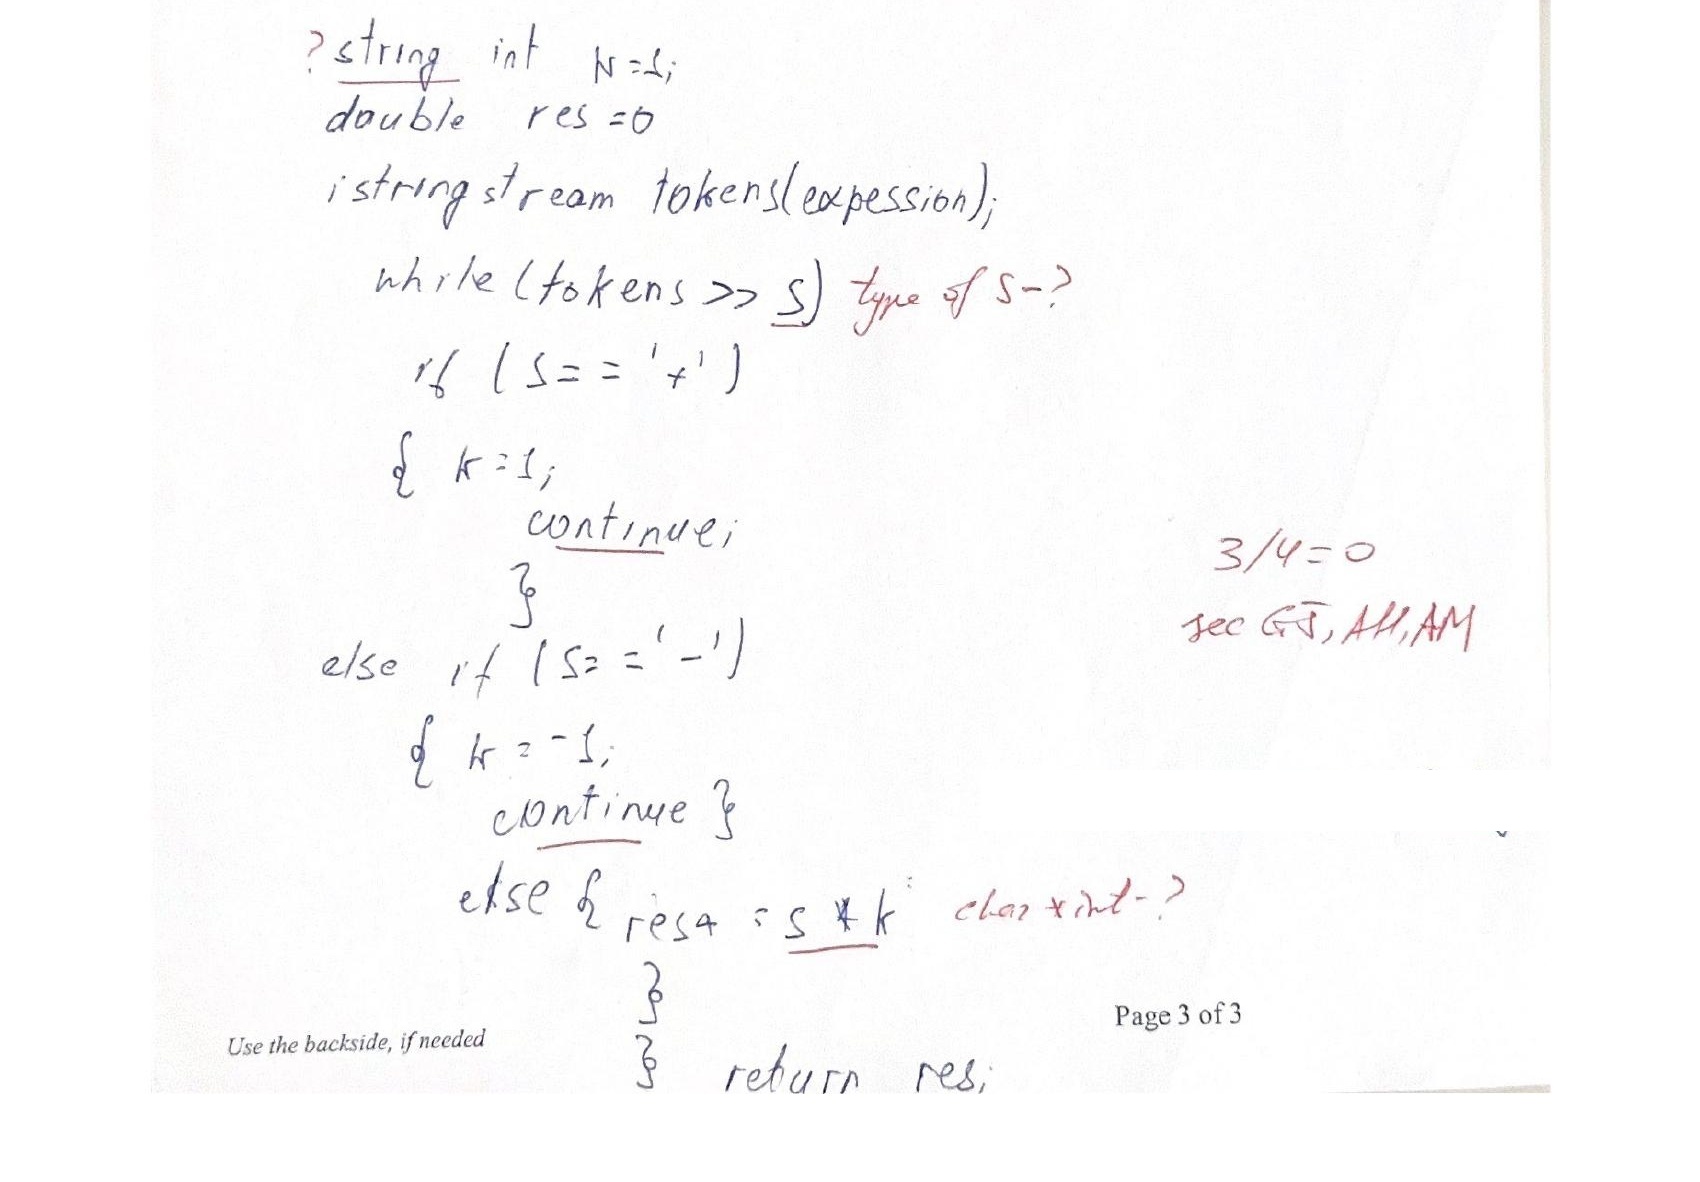 ? string int k=1;
double res =0
istringstream tokens(expession);
while (tokens >> s) type of s-?
if (s== '+')
{ k=1;
continue;
}
3/4=0
see GJ, AH, AM
else if (s== '-')
{ k = -1;
continue }
else { res+ = s * k char * int-?
}
Page 3 of 3
Use the backside, if needed
} return res;